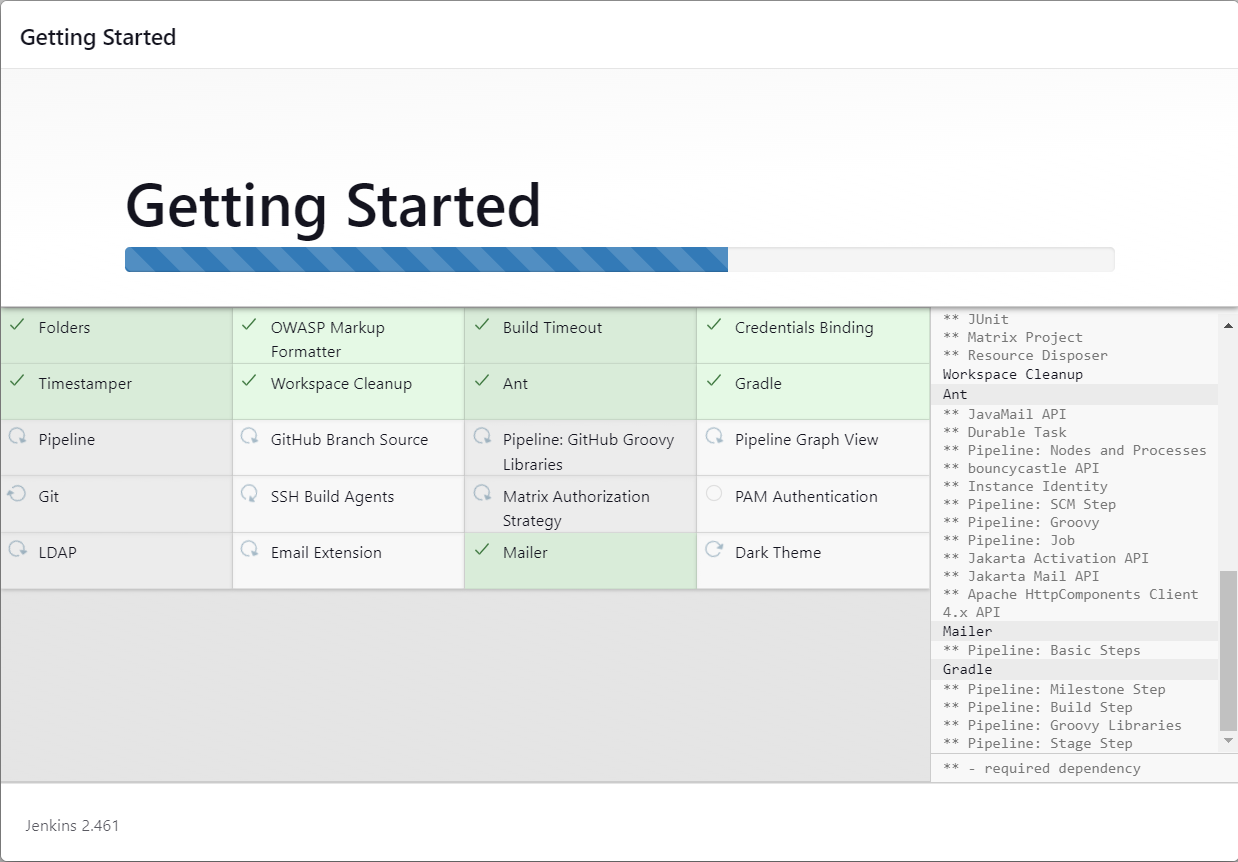 Getting Started
Getting Started
Folders
OWASP Markup
Formatter
Build Timeout
Credentials Binding
Timestamper
Workspace Cleanup
Ant
Gradle
Pipeline
GitHub Branch Source
Pipeline: GitHub Groovy
Libraries
Pipeline Graph View
Git
SSH Build Agents
Matrix Authorization
Strategy
PAM Authentication
LDAP
Email Extension
Mailer
Dark Theme
** JUnit
** Matrix Project
** Resource Disposer
Workspace Cleanup
Ant
** JavaMail API
** Durable Task
** Pipeline: Nodes and Processes
** bouncycastle API
** Instance Identity
** Pipeline: SCM Step
** Pipeline: Groovy
** Pipeline: Job
** Jakarta Activation API
** Jakarta Mail API
** Apache HttpComponents Client
4.x API
Mailer
** Pipeline: Basic Steps
Gradle
** Pipeline: Milestone Step
** Pipeline: Build Step
** Pipeline: Groovy Libraries
** Pipeline: Stage Step
** - required dependency
Jenkins 2.461